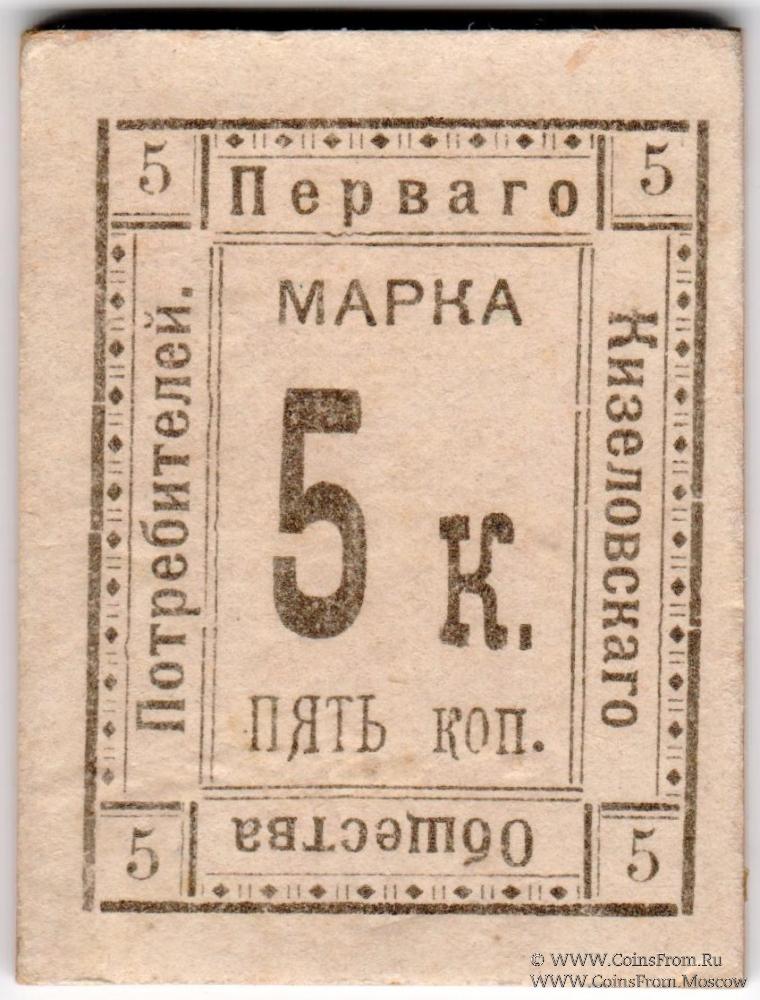 5 Перваго 5
Кизеловскаго
Общества
Потребителей.
МАРКА
5 к.
ПЯТЬ коп.
5 5
© WWW.CoinsFrom.Ru
WWW.CoinsFrom.Moscow